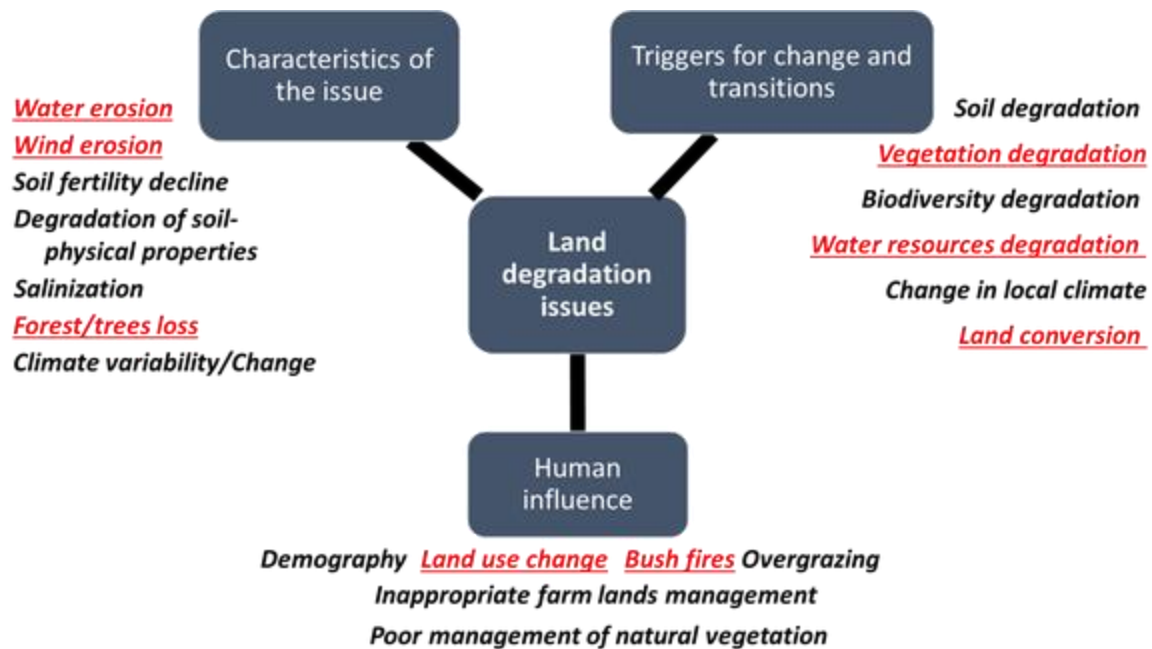 Characteristics of
the issue
Water erosion
Wind erosion
Soil fertility decline
Degradation of soil-
physical properties
Salinization
Forest/trees loss
Climate variability/Change
Triggers for change and
transitions
Soil degradation
Vegetation degradation
Biodiversity degradation
Water resources degradation
Change in local climate
Land conversion
Land
degradation
issues
Human
influence
Demography Land use change Bush fires Overgrazing
Inappropriate farm lands management
Poor management of natural vegetation